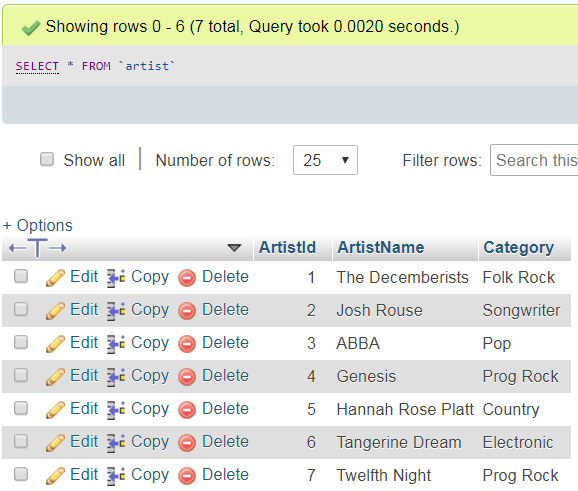 Showing rows 0 - 6 (7 total, Query took 0.0020 seconds.)
SELECT * FROM `artist`
Show all Number of rows: 25 Filter rows: Search this
+ Options
ArtistId ArtistName Category
Edit Copy Delete 1 The Decemberists Folk Rock
Edit Copy Delete 2 Josh Rouse Songwriter
Edit Copy Delete 3 ABBA Pop
Edit Copy Delete 4 Genesis Prog Rock
Edit Copy Delete 5 Hannah Rose Platt Country
Edit Copy Delete 6 Tangerine Dream Electronic
Edit Copy Delete 7 Twelfth Night Prog Rock